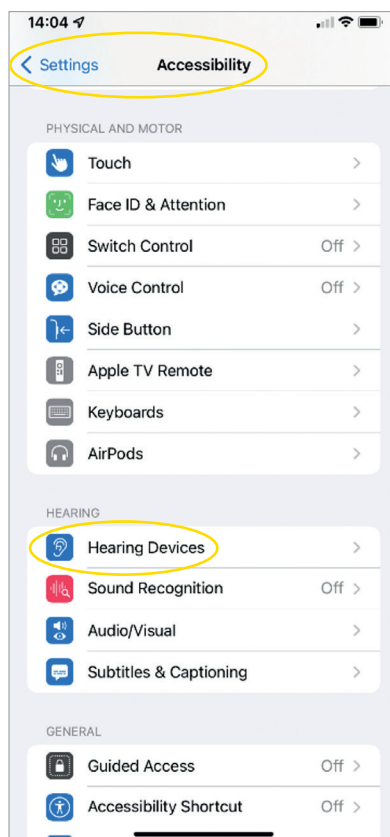 14:04
Settings Accessibility
PHYSICAL AND MOTOR
Touch
Face ID & Attention
Switch Control Off
Voice Control Off
Side Button
Apple TV Remote
Keyboards
AirPods
HEARING
Hearing Devices
Sound Recognition Off
Audio/Visual
Subtitles & Captioning
GENERAL
Guided Access Off
Accessibility Shortcut Off